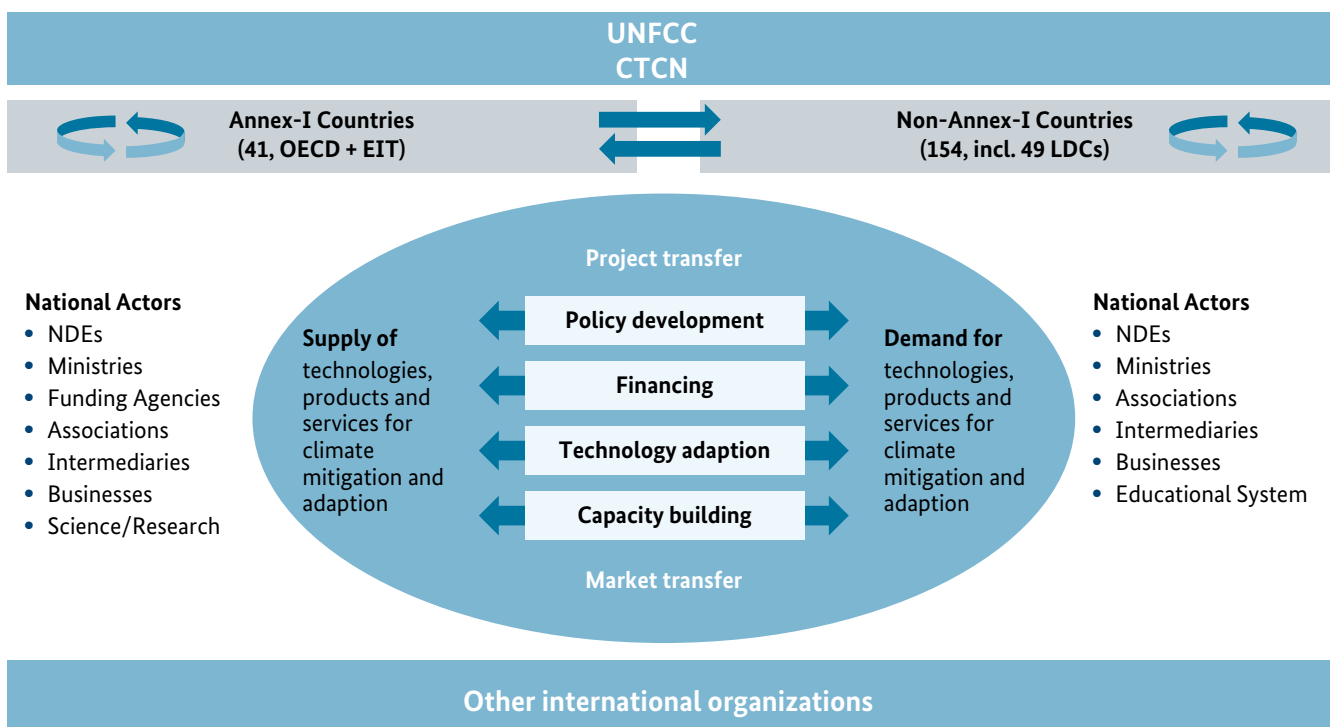 UNFCC
CTCN
Annex-I Countries
(41, OECD + EIT)
Non-Annex-I Countries
(154, incl. 49 LDCs)
National Actors
• NDEs
• Ministries
• Funding Agencies
• Associations
• Intermediaries
• Businesses
• Science/Research
Project transfer
Supply of
technologies,
products and
services for
climate
mitigation and
adaption
Policy development
Financing
Technology adaption
Capacity building
Demand for
technologies,
products and
services for
climate
mitigation and
adaption
Market transfer
National Actors
• NDEs
• Ministries
• Associations
• Intermediaries
• Businesses
• Educational System
Other international organizations